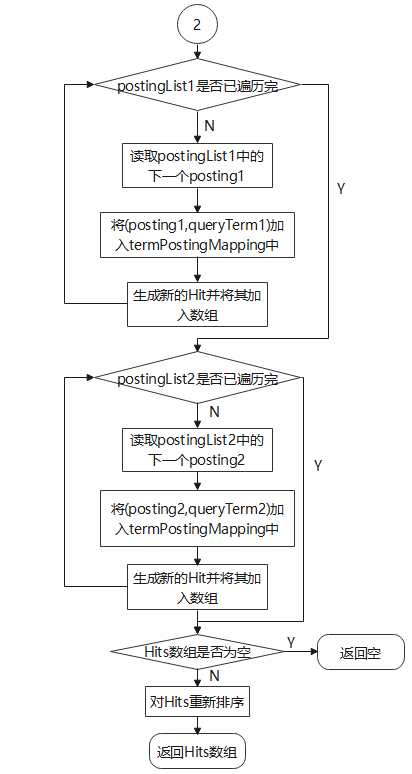 2
postingList1是否已遍历完
N
Y
读取postingList1中的
下一个posting1
将(posting1,queryTerm1)加
入termPostingMapping中
生成新的Hit并将其加
入数组
postingList2是否已遍历完
N
Y
读取postingList2中的
下一个posting2
将(posting2,queryTerm2)加
入termPostingMapping中
生成新的Hit并将其加
入数组
Hits数组是否为空
Y
返回空
N
对Hits重新排序
返回Hits数组